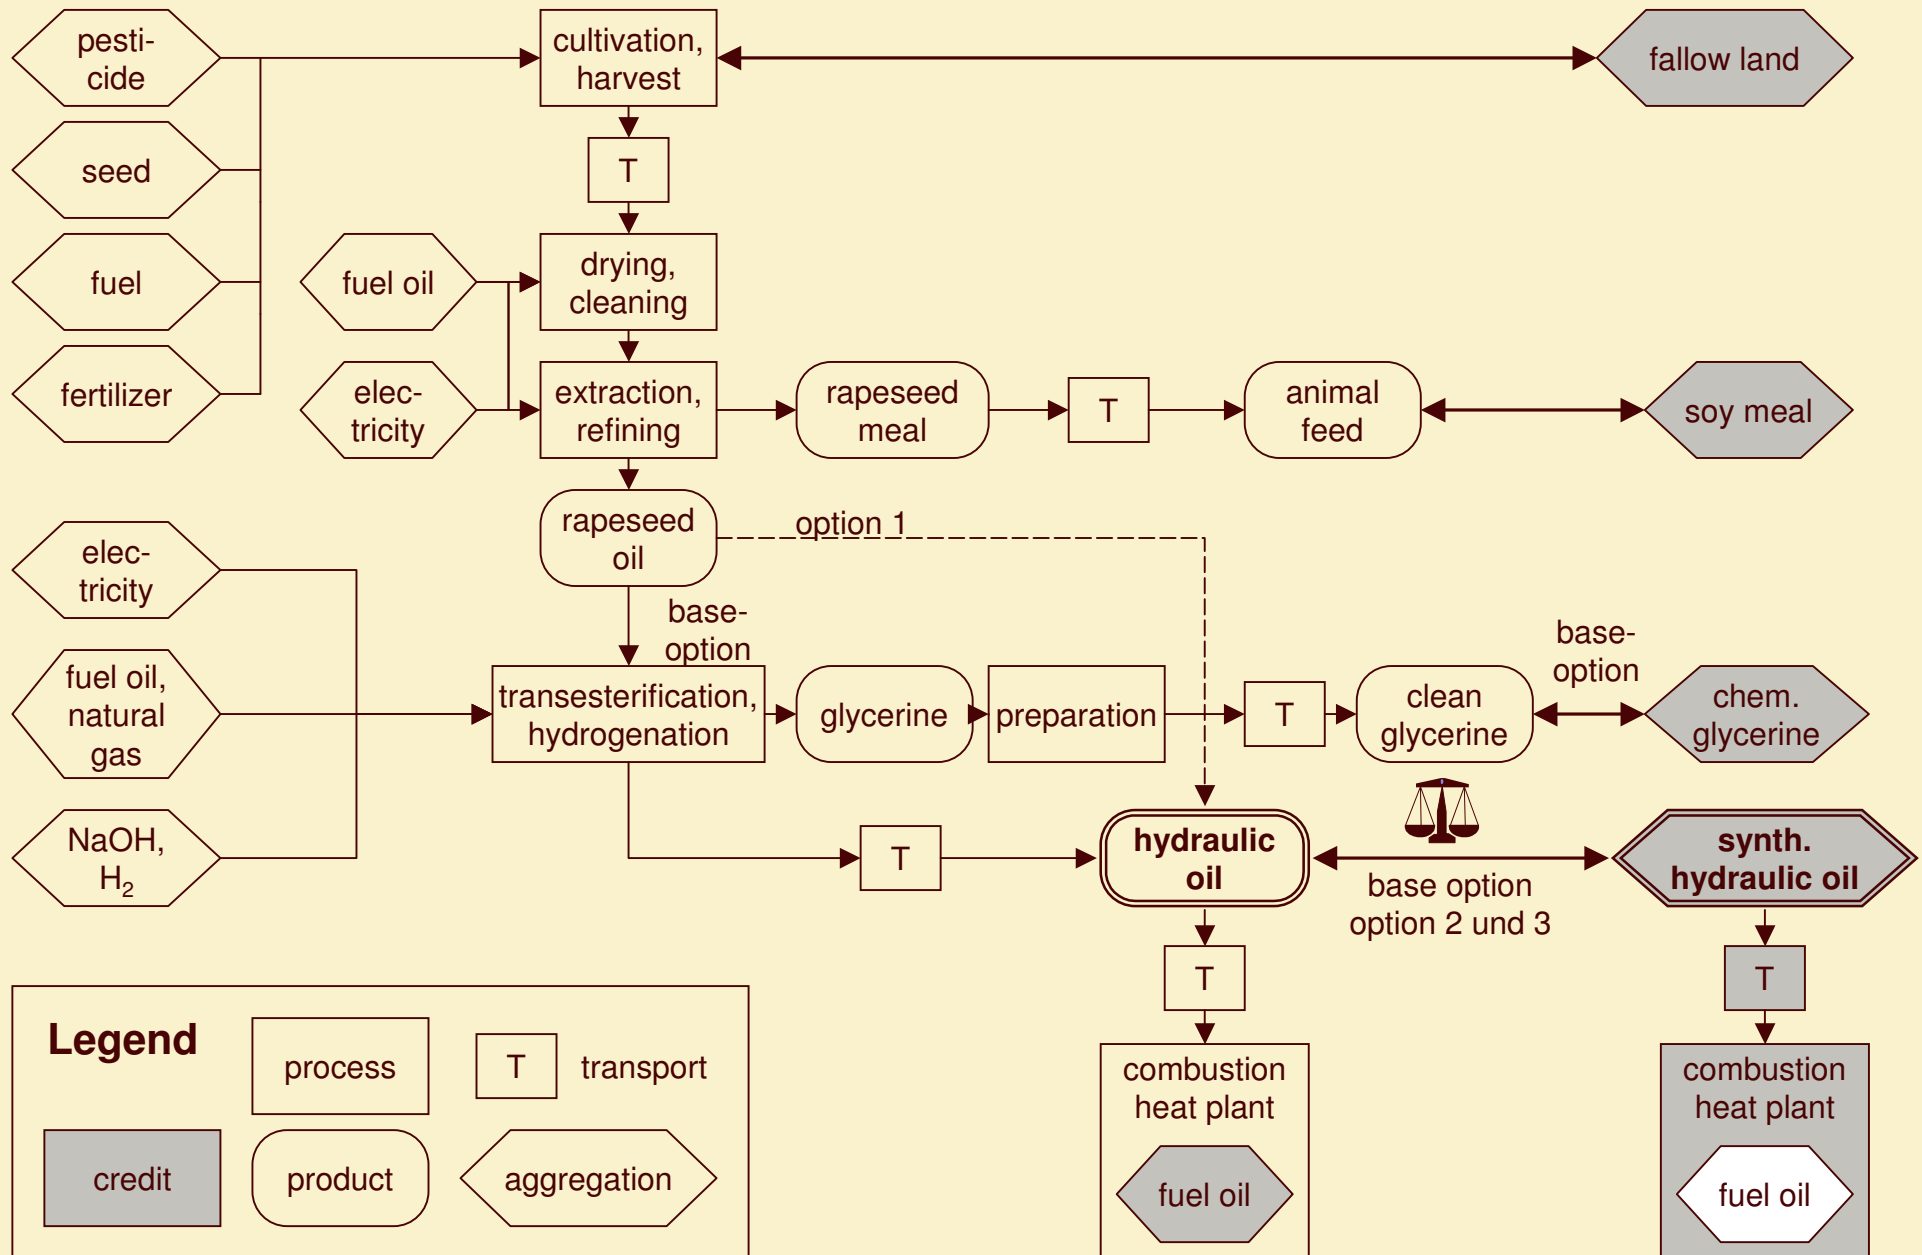 pesti-
cide
cultivation,
harvest
fallow land
T
seed
fuel
fuel oil
drying,
cleaning
fertilizer
elec-
tricity
extraction,
refining
rapeseed
meal
T
animal
feed
soy meal
rapeseed
oil
option 1
elec-
tricity
base-
option
base-
option
fuel oil,
natural
gas
transesterification,
hydrogenation
glycerine
preparation
T
clean
glycerine
chem.
glycerine
NaOH,
H₂
T
hydraulic
oil
base option
option 2 und 3
synth.
hydraulic oil
T
T
Legend
process
T
transport
combustion
heat plant
combustion
heat plant
credit
product
aggregation
fuel oil
fuel oil